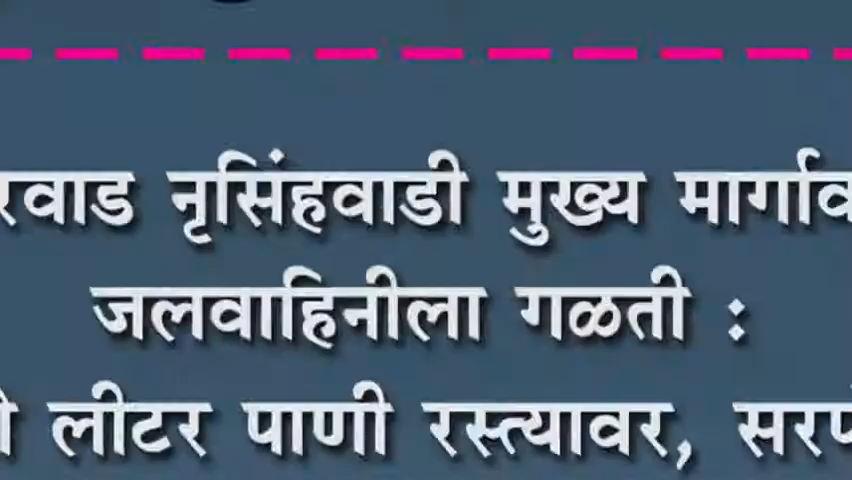 नृसिंहवाडी मुख्य
जलवाहिनीला गळती :
लीटर पाणी रस्त्यावर,